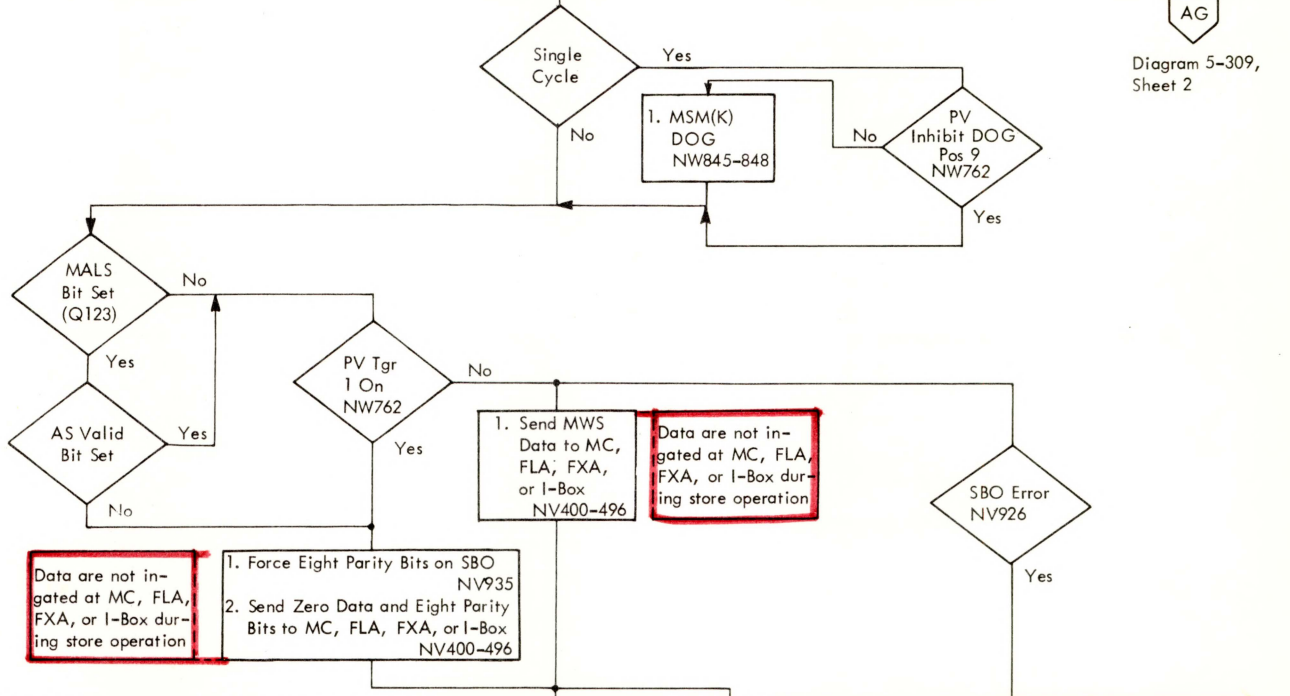 AG
Diagram 5-309,
Sheet 2
Single
Cycle
Yes
No
1. MSM(K)
DOG
NW845-848
No
PV
Inhibit DOG
Pos 9
NW762
Yes
MALS
Bit Set
(Q123)
No
Yes
AS Valid
Bit Set
Yes
No
PV Tgr
1 On
NW762
No
Yes
1. Send MWS
Data to MC,
FLA, FXA,
or I-Box
NV400-496
Data are not in-
gated at MC, FLA,
FXA, or I-Box dur-
ing store operation
SBO Error
NV926
Yes
Data are not in-
gated at MC, FLA,
FXA, or I-Box dur-
ing store operation
1. Force Eight Parity Bits on SBO
NV935
2. Send Zero Data and Eight Parity
Bits to MC, FLA, FXA, or I-Box
NV400-496